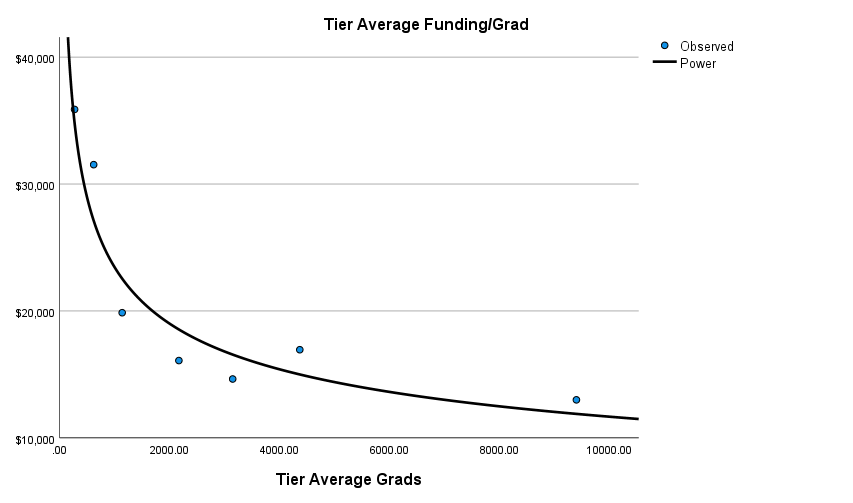 Tier Average Funding/Grad
Observed
Power
$40,000
$30,000
$20,000
$10,000
.00
2000.00
4000.00
6000.00
8000.00
10000.00
Tier Average Grads